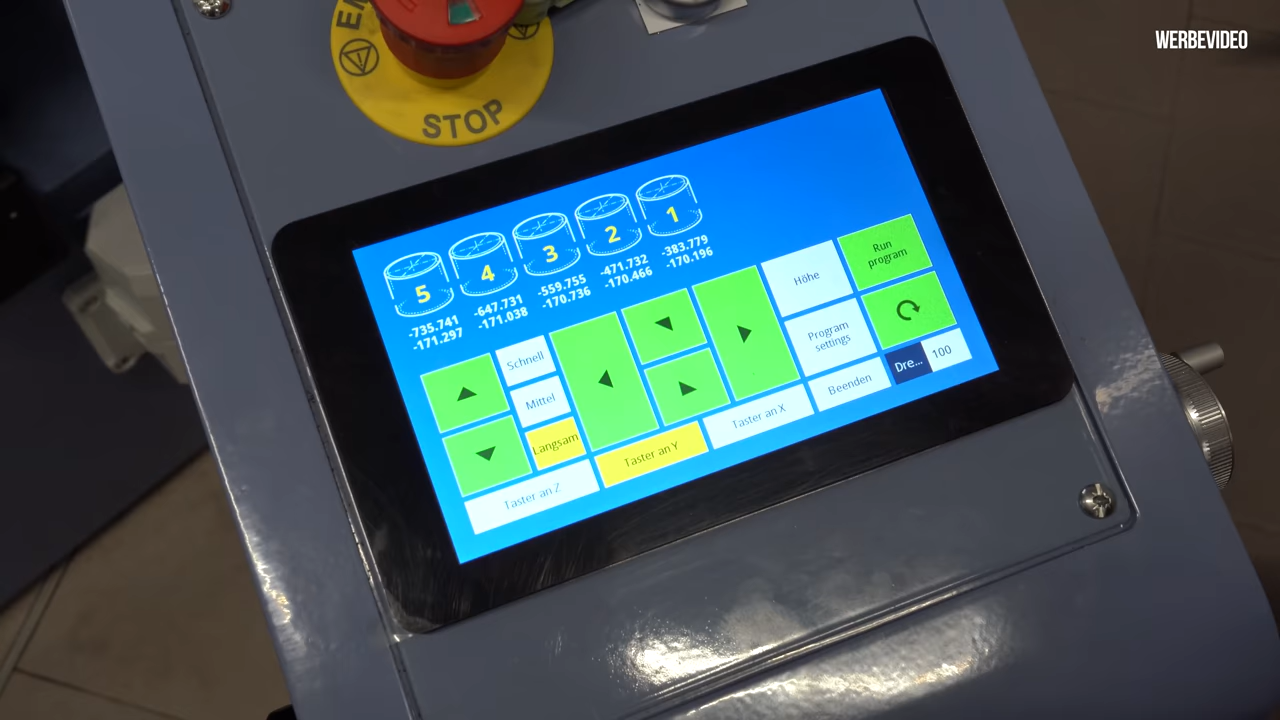 WERBEVIDEO
STOP
5
4
3
2
1
-735.741
-171.297
-647.731
-171.038
-559.755
-170.736
-471.732
-170.466
-383.779
-170.196
Schnell
Mittel
Langsam
Höhe
Program
settings
Run
program
Taster an Z
Taster an Y
Taster an X
Beenden
Dre...
100